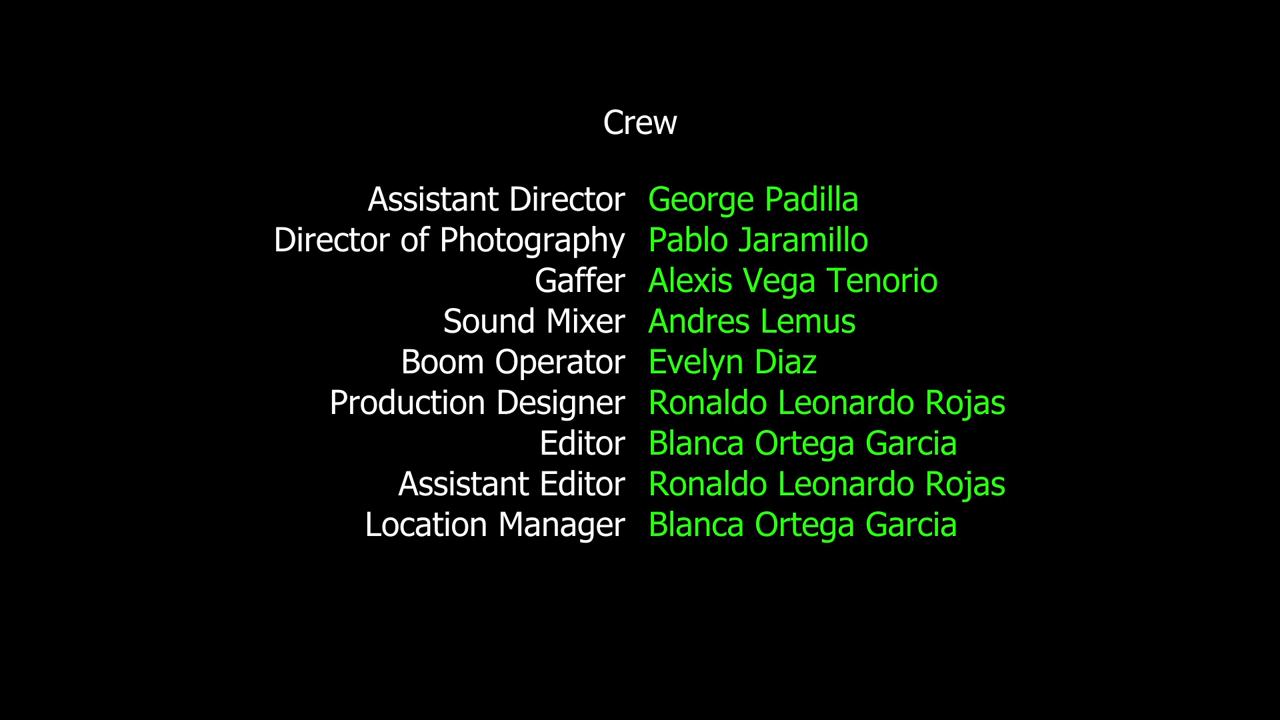 Crew
Assistant Director George Padilla
Director of Photography Pablo Jaramillo
Gaffer Alexis Vega Tenorio
Sound Mixer Andres Lemus
Boom Operator Evelyn Diaz
Production Designer Ronaldo Leonardo Rojas
Editor Blanca Ortega Garcia
Assistant Editor Ronaldo Leonardo Rojas
Location Manager Blanca Ortega Garcia